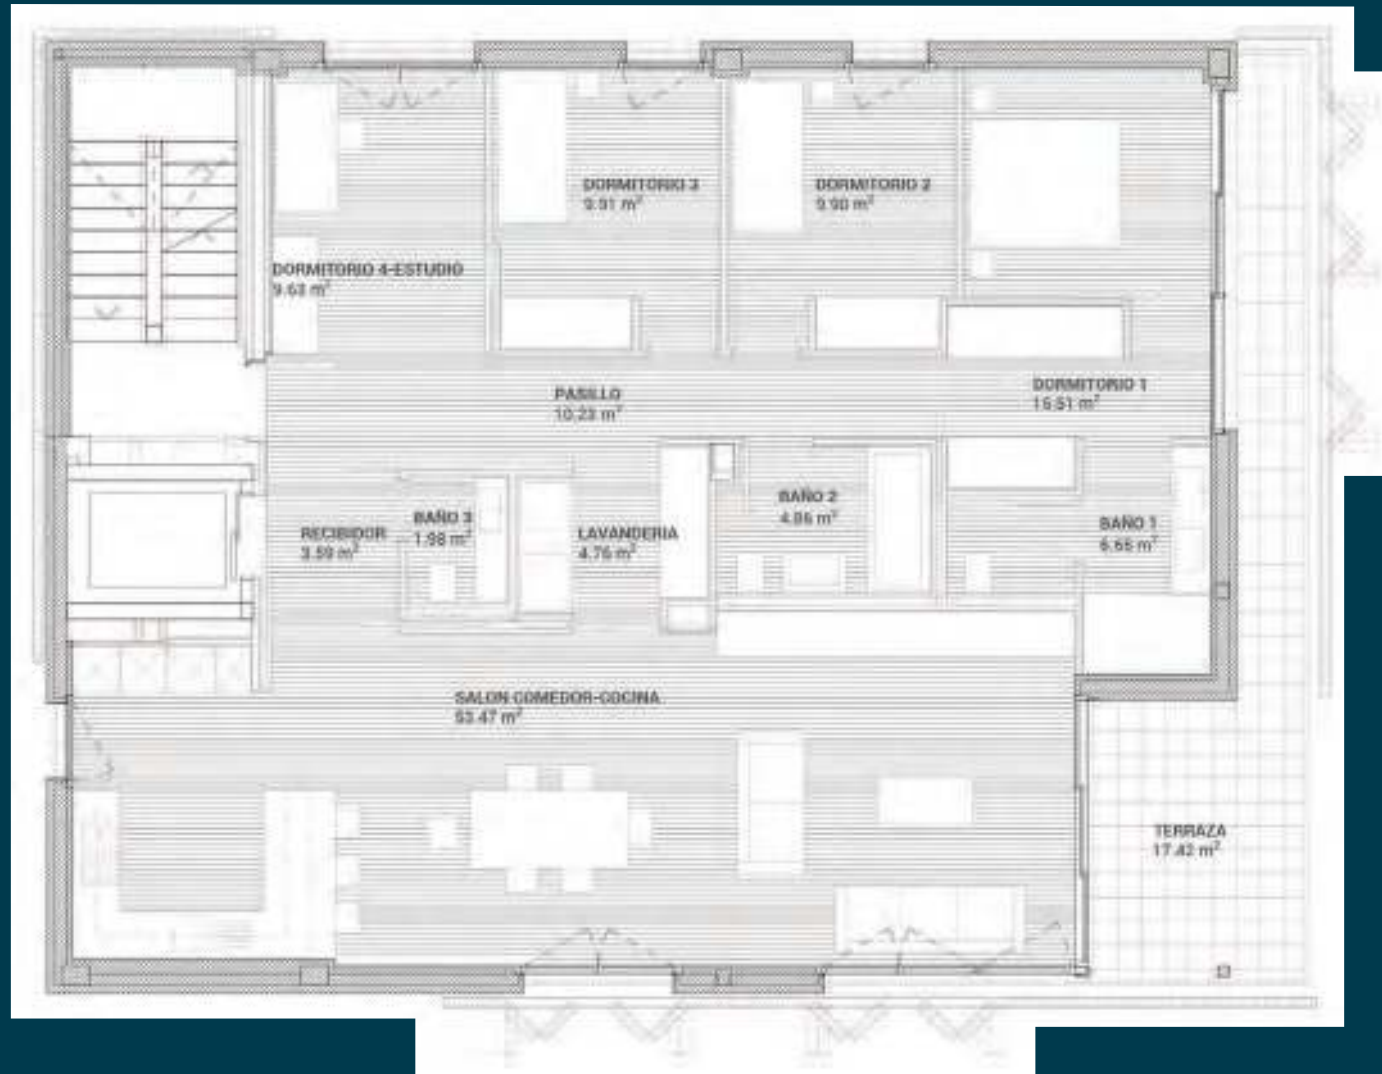 DORMITORIO 3
9.91 m²
DORMITORIO 2
9.90 m²
DORMITORIO 4-ESTUDIO
9.63 m²
PASILLO
10.23 m²
DORMITORIO 1
15.51 m²
RECIBIDOR
3.59 m²
BAÑO 3
1.98 m²
LAVANDERIA
4.76 m²
BAÑO 2
4.86 m²
BAÑO 1
6.66 m²
SALON COMEDOR-COCINA
53.47 m²
TERRAZA
17.42 m²